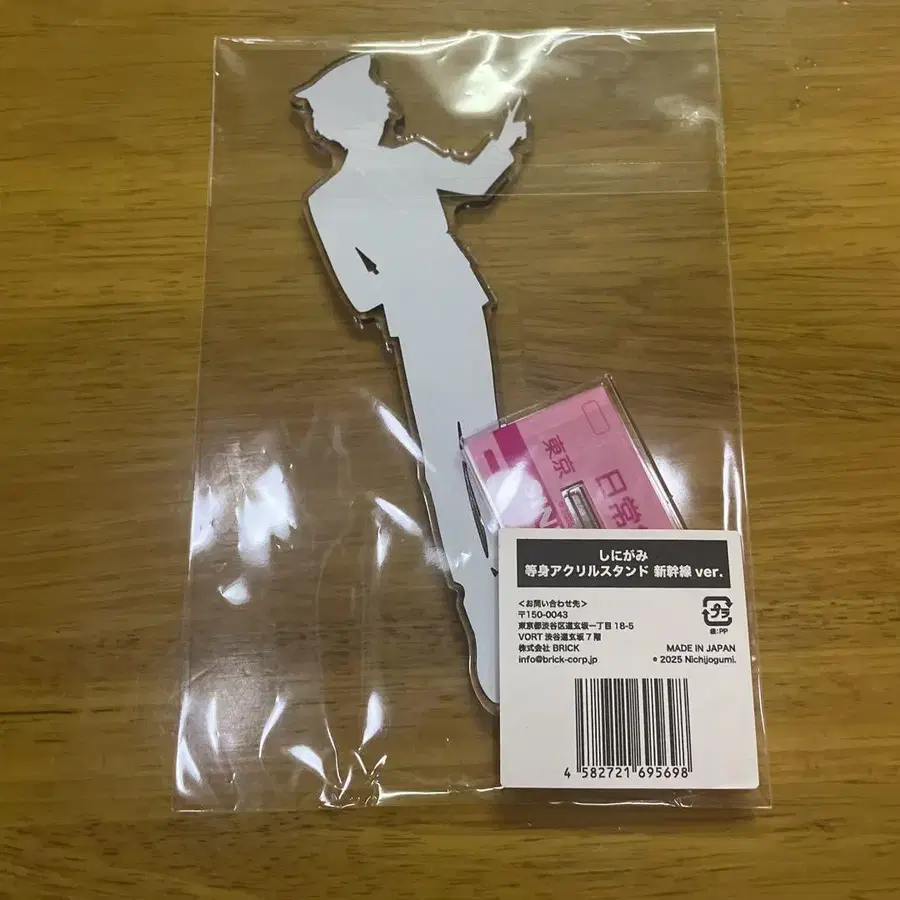 東京
日常
N
しにがみ
等身アクリルスタンド 新幹線 ver.
＜お問い合わせ先＞
〒150-0043
東京都渋谷区道玄坂一丁目 18-5
VORT 渋谷道玄坂 7 階
株式会社 BRICK
info@brick-corp.jp
プラ
袋:PP
MADE IN JAPAN
© 2025 Nichijogumi.
4 582721 695698